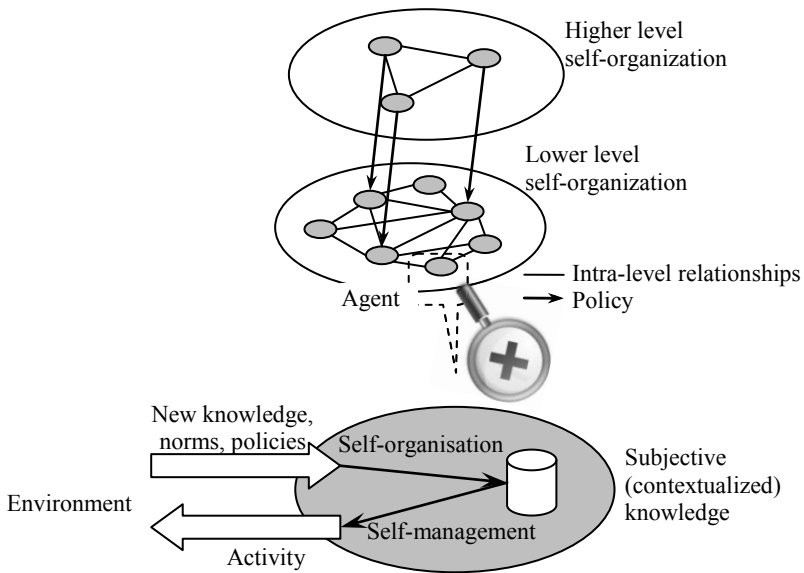 Higher level
self-organization
Lower level
self-organization
Intra-level relationships
Agent
Policy
New knowledge,
norms, policies
Self-organisation
Subjective
(contextualized)
knowledge
Environment
Self-management
Activity